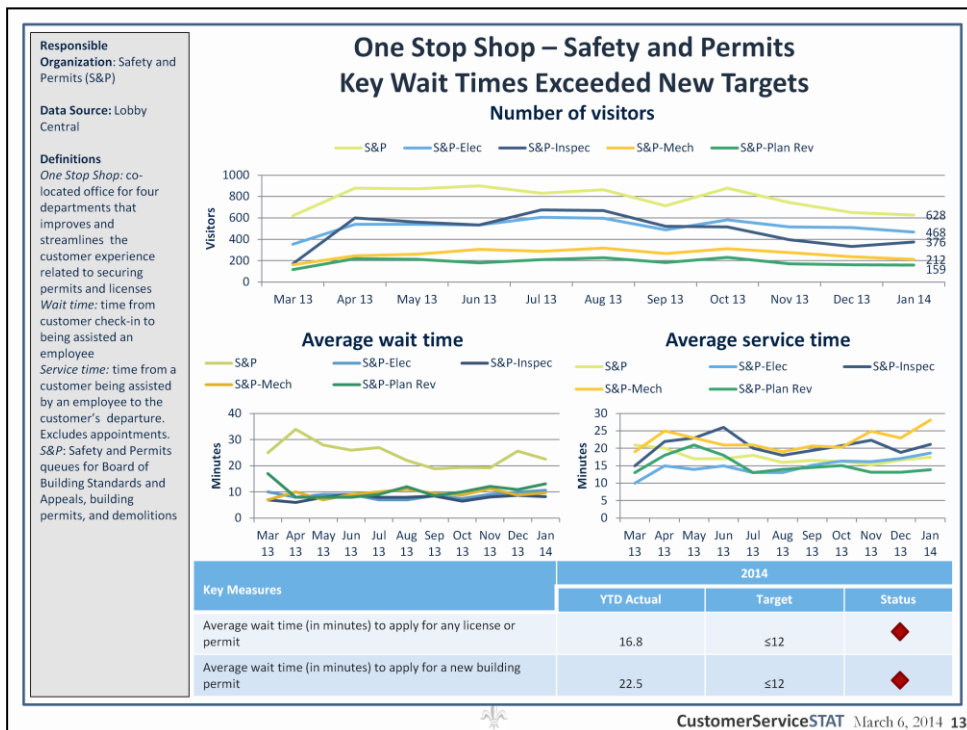 Responsible
Organization: Safety and
Permits (S&P)
Data Source: Lobby
Central
Definitions
One Stop Shop: co-
located office for four
departments that
improves and
streamlines the
customer experience
related to securing
permits and licenses
Wait time: time from
customer check-in to
being assisted an
employee
Service time: time from a
customer being assisted
by an employee to the
customer's departure.
Excludes appointments.
S&P: Safety and Permits
queues for Board of
Building Standards and
Appeals, building
permits, and demolitions
One Stop Shop – Safety and Permits
Key Wait Times Exceeded New Targets
Number of visitors
S&P S&P-Elec S&P-Inspec S&P-Mech S&P-Plan Rev
Visitors
1000
800
600
400
200
0
628
468
376
212
159
Mar 13 Apr 13 May 13 Jun 13 Jul 13 Aug 13 Sep 13 Oct 13 Nov 13 Dec 13 Jan 14
Average wait time
S&P S&P-Elec S&P-Inspec
S&P-Mech S&P-Plan Rev
Minutes
40
30
20
10
0
Mar Apr May Jun Jul Aug Sep Oct Nov Dec Jan
13 13 13 13 13 13 13 13 13 13 14
Average service time
S&P S&P-Elec S&P-Inspec
S&P-Mech S&P-Plan Rev
Minutes
30
25
20
15
10
5
0
Mar Apr May Jun Jul Aug Sep Oct Nov Dec Jan
13 13 13 13 13 13 13 13 13 13 14
Key Measures
2014
YTD Actual Target Status
Average wait time (in minutes) to apply for any license or
permit
16.8 ≤12
Average wait time (in minutes) to apply for a new building
permit
22.5 ≤12
CustomerServiceSTAT March 6, 2014 13